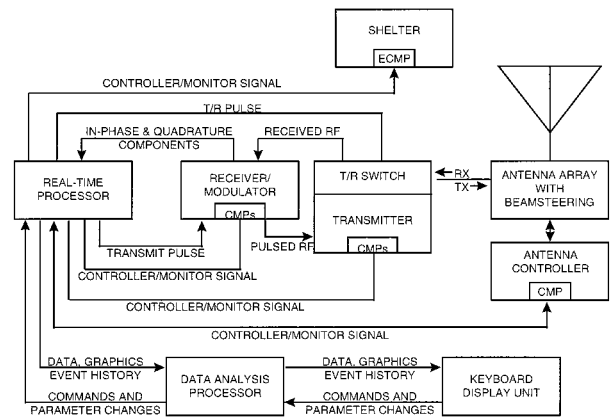 SHELTER
ECMP
CONTROLLER/MONITOR SIGNAL
T/R PULSE
IN-PHASE & QUADRATURE
COMPONENTS
RECEIVED RF
REAL-TIME
PROCESSOR
RECEIVER/
MODULATOR
CMPs
T/R SWITCH
TRANSMITTER
CMPs
RX
TX
ANTENNA ARRAY
WITH
BEAMSTEERING
TRANSMIT PULSE
PULSED RF
CONTROLLER/MONITOR SIGNAL
ANTENNA
CONTROLLER
CMP
CONTROLLER/MONITOR SIGNAL
CONTROLLER/MONITOR SIGNAL
DATA, GRAPHICS
EVENT HISTORY
COMMANDS AND
PARAMETER CHANGES
DATA ANALYSIS
PROCESSOR
DATA, GRAPHICS
EVENT HISTORY
COMMANDS AND
PARAMETER CHANGES
KEYBOARD
DISPLAY UNIT